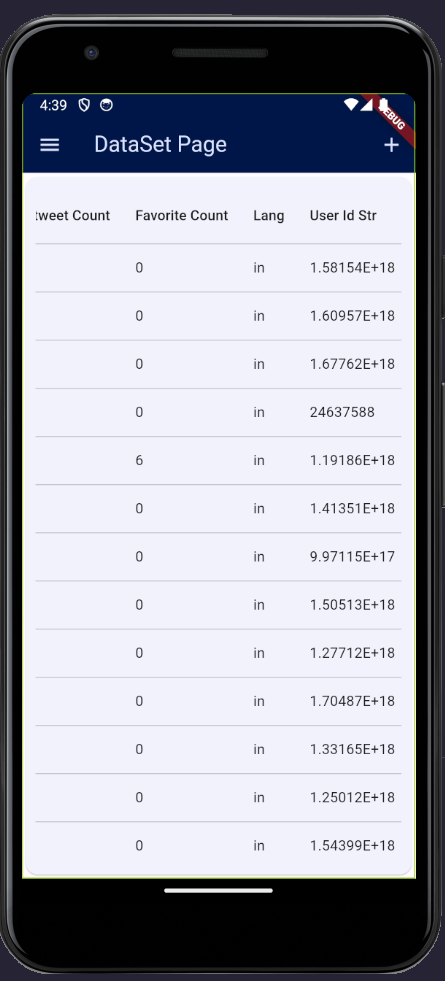 4:39
DEBUG
DataSet Page
tweet Count Favorite Count Lang User Id Str
0 in 1.58154E+18
0 in 1.60957E+18
0 in 1.67762E+18
0 in 24637588
6 in 1.19186E+18
0 in 1.41351E+18
0 in 9.97115E+17
0 in 1.50513E+18
0 in 1.27712E+18
0 in 1.70487E+18
0 in 1.33165E+18
0 in 1.25012E+18
0 in 1.54399E+18